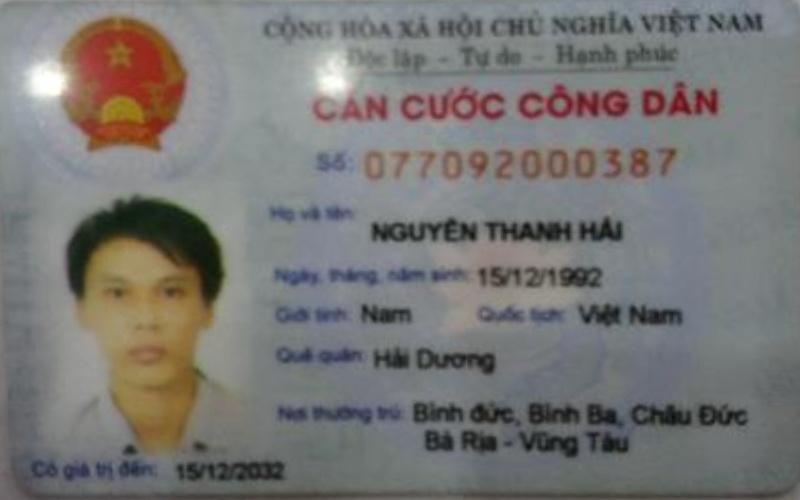 CỘNG HÒA XÃ HỘI CHỦ NGHĨA VIỆT NAM
Độc lập - Tự do - Hạnh phúc
CĂN CƯỚC CÔNG DÂN
Số: 077092000387
Họ và tên: NGUYỄN THANH HẢI
Ngày, tháng, năm sinh: 15/12/1992
Giới tính: Nam Quốc tịch: Việt Nam
Quê quán: Hải Dương
Nơi thường trú: Bình đức, Bình Ba, Châu Đức
Bà Rịa - Vũng Tàu
Có giá trị đến: 15/12/2032